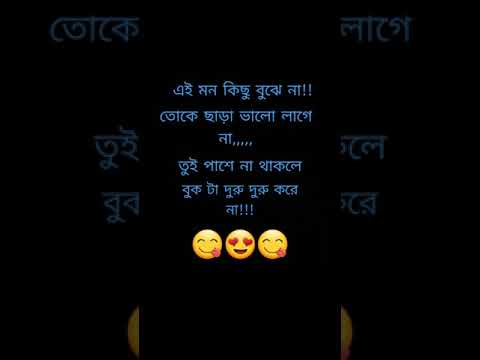 এই মন কিছু বুঝে না!!
তোকে ছাড়া ভালো লাগে
না,,,,,
তুই পাশে না থাকলে
বুক টা দুরু দুরু করে
না!!!